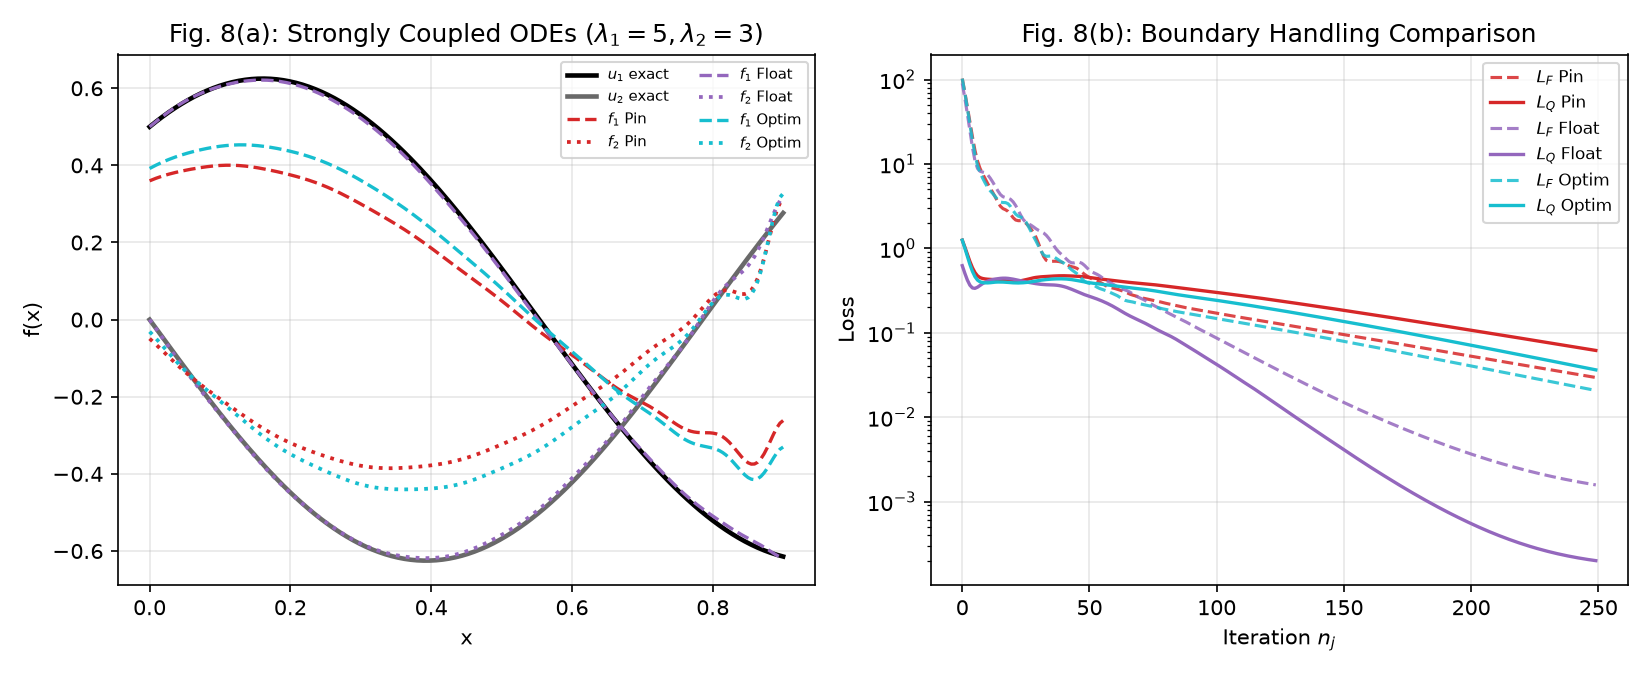 Fig. 8(a): Strongly Coupled ODEs (λ₁ = 5, λ₂ = 3)
u₁ exact
u₂ exact
f₁ Pin
f₂ Pin
f₁ Float
f₂ Float
f₁ Optim
f₂ Optim
f(x)
0.6
0.4
0.2
0.0
−0.2
−0.4
−0.6
0.0 0.2 0.4 0.6 0.8
x
Fig. 8(b): Boundary Handling Comparison
L_F Pin
L_Q Pin
L_F Float
L_Q Float
L_F Optim
L_Q Optim
Loss
10²
10¹
10⁰
10⁻¹
10⁻²
10⁻³
0 50 100 150 200 250
Iteration n_j